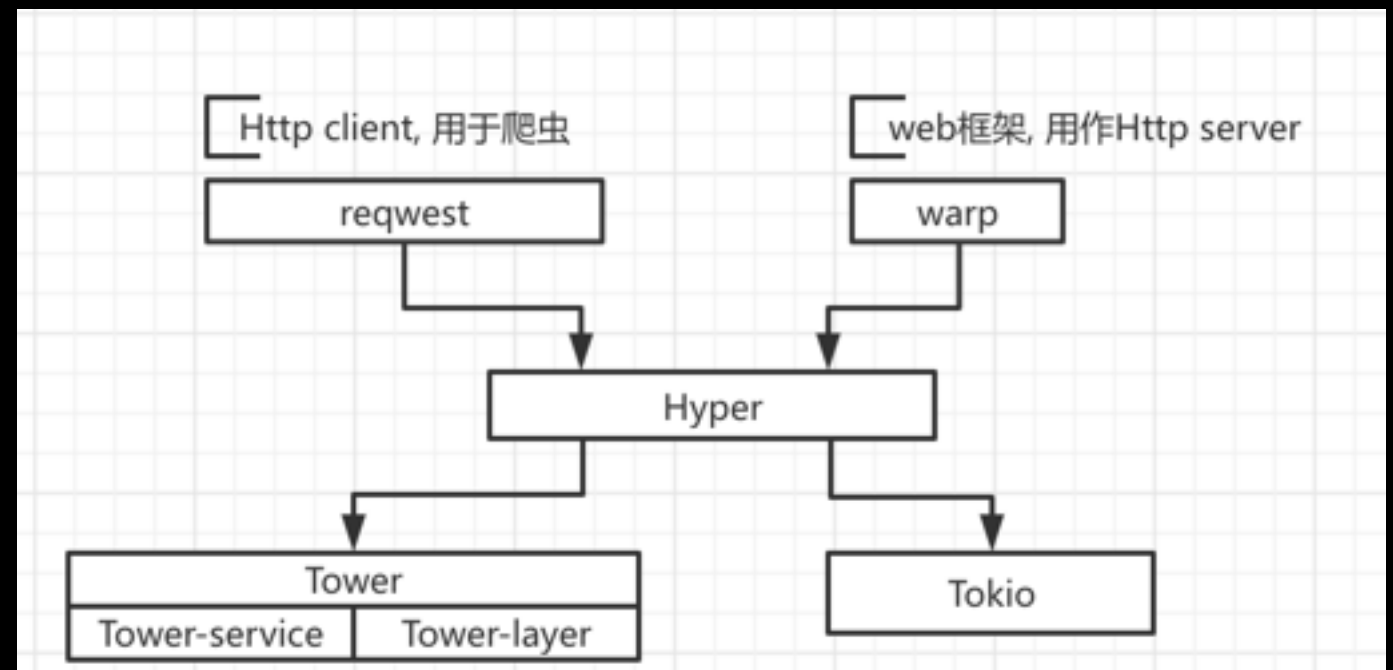 Http client, 用于爬虫
web框架, 用作Http server
reqwest
warp
Hyper
Tower
Tokio
Tower-service
Tower-layer